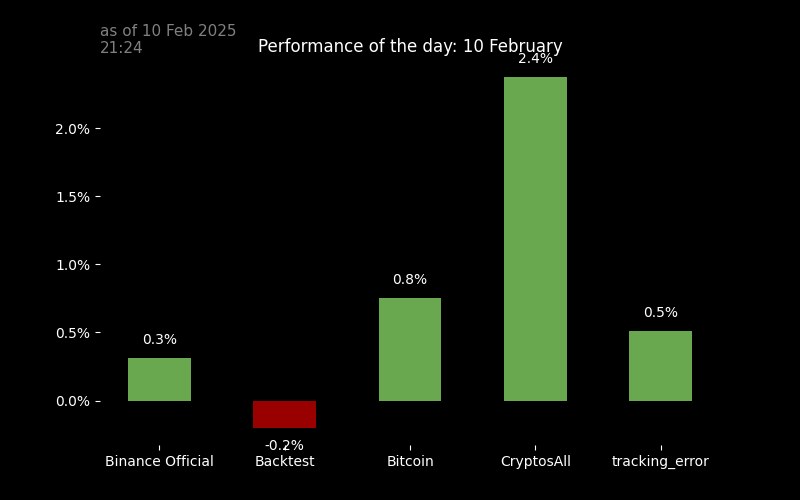 as of 10 Feb 2025
21:24
Performance of the day: 10 February
2.4%
2.0%
1.5%
1.0%
0.8%
0.5%
0.5%
0.3%
0.0%
-0.2%
Binance Official
Backtest
Bitcoin
CryptosAll
tracking_error